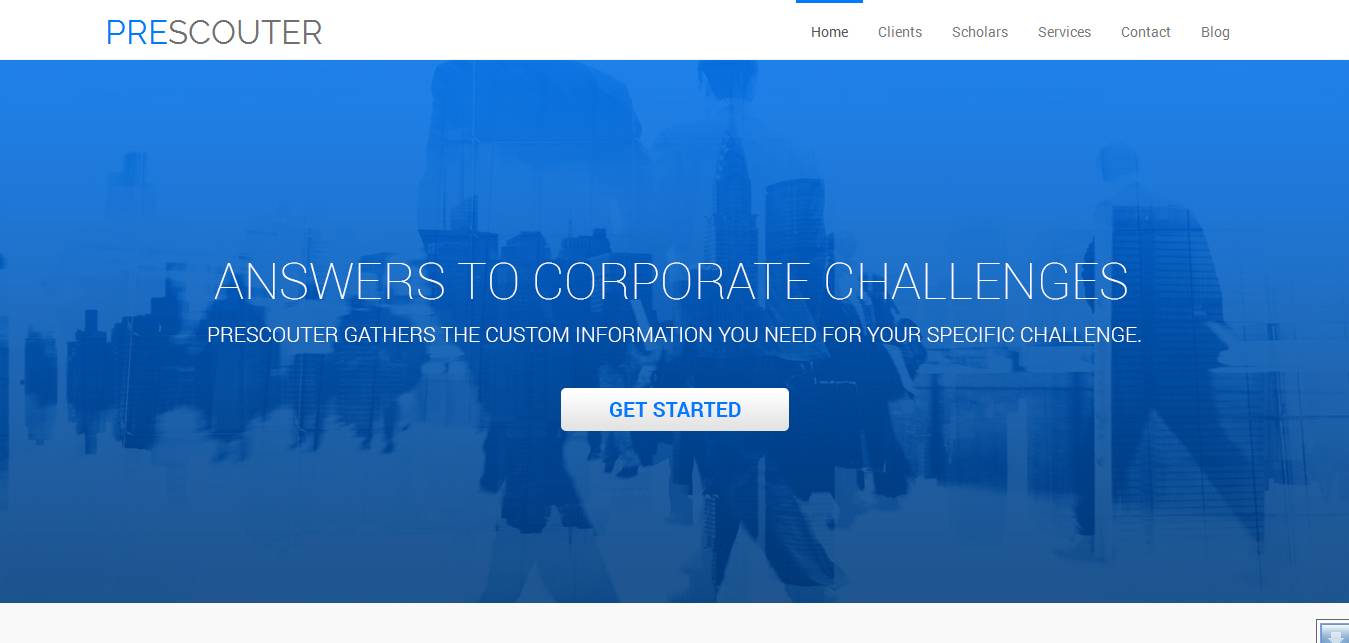 PRESCOUTER
Home Clients Scholars Services Contact Blog
ANSWERS TO CORPORATE CHALLENGES
PRESCOUTER GATHERS THE CUSTOM INFORMATION YOU NEED FOR YOUR SPECIFIC CHALLENGE.
GET STARTED